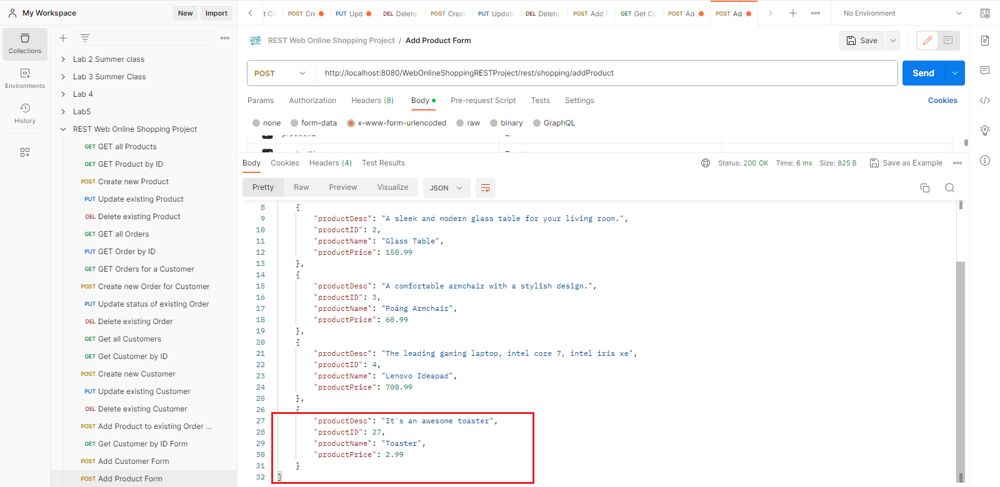 My Workspace
New
Import
Collections
Environments
History
Lab 2 Summer class
Lab 3 Summer Class
Lab 4
Lab5
REST Web Online Shopping Project
GET GET all Products
GET GET Product by ID
POST Create new Product
PUT Update existing Product
DEL Delete existing Product
GET GET all Orders
PUT GET Order by ID
GET GET Orders for a Customer
POST Create new Order for Customer
PUT Update status of existing Order
DEL Delete existing Order
GET Get all Customers
GET Get Customer by ID
POST Create new Customer
PUT Update existing Customer
DEL Delete existing Customer
POST Add Product to existing Order ...
GET Get Customer by ID Form
POST Add Customer Form
POST Add Product Form
POST Cre PUT Upd DEL Delete POST Creat PUT Update DEL Delete POST Add GET Get Cu POST Add POST Add
No Environment
HTTP REST Web Online Shopping Project / Add Product Form
Save
POST http://localhost:8080/WebOnlineShoppingRESTProject/rest/shopping/addProduct
Send
Params Authorization Headers (8) Body Pre-request Script Tests Settings Cookies
none form-data x-www-form-urlencoded raw binary GraphQL
Body Cookies Headers (4) Test Results Status: 200 OK Time: 6 ms Size: 825 B Save as Example
Pretty Raw Preview Visualize JSON
8 {
9 "productDesc": "A sleek and modern glass table for your living room.",
10 "productID": 2,
11 "productName": "Glass Table",
12 "productPrice": 150.99
13 },
14 {
15 "productDesc": "A comfortable armchair with a stylish design.",
16 "productID": 3,
17 "productName": "Poäng Armchair",
18 "productPrice": 60.99
19 },
20 {
21 "productDesc": "The leading gaming laptop, intel core 7, intel iris xe",
22 "productID": 4,
23 "productName": "Lenovo Ideapad",
24 "productPrice": 700.99
25 },
26 {
27 "productDesc": "It's an awesome toaster",
28 "productID": 27,
29 "productName": "Toaster",
30 "productPrice": 2.99
31 }
32 ]